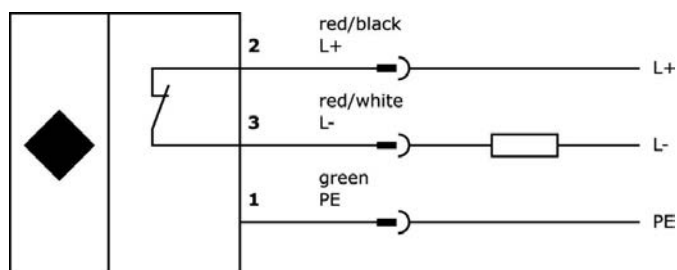 red/black
2 L+ L+
red/white
3 L- L-
green
1 PE PE